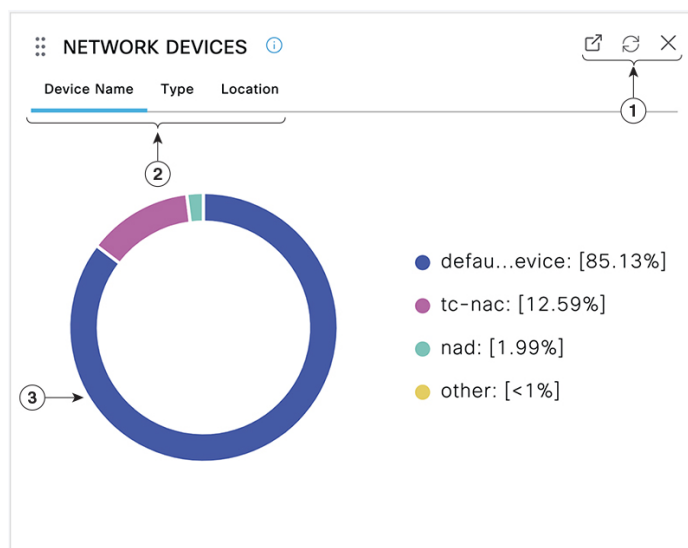 NETWORK DEVICES
Device Name Type Location
1
2
defau...evice: [85.13%]
tc-nac: [12.59%]
nad: [1.99%]
3
other: [<1%]